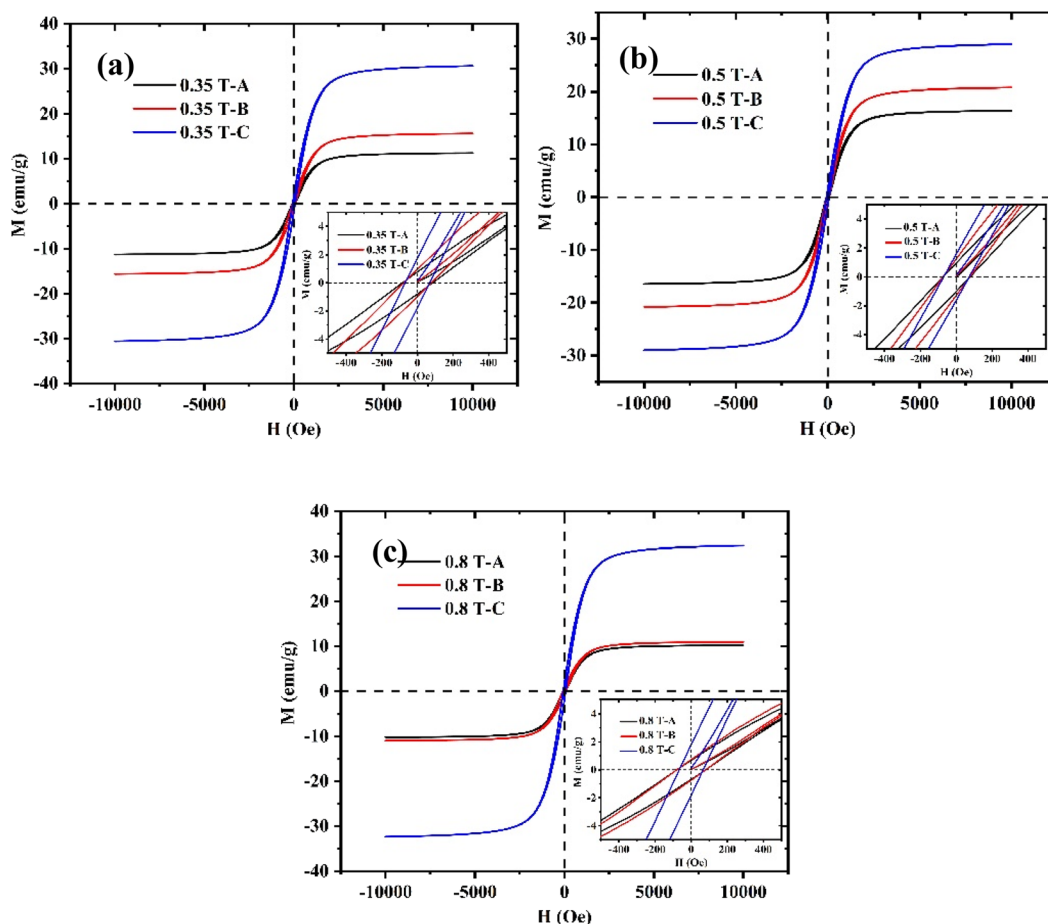 (a)
0.35 T-A
0.35 T-B
0.35 T-C
M (emu/g)
40
30
20
10
0
-10
-20
-30
-40
-10000 -5000 0 5000 10000
H (Oe)
0.35 T-A
0.35 T-B
0.35 T-C
M (emu/g)
4
2
0
-2
-4
-400 -200 0 200 400
H (Oe)
(b)
0.5 T-A
0.5 T-B
0.5 T-C
M (emu/g)
30
20
10
0
-10
-20
-30
-10000 -5000 0 5000 10000
H (Oe)
0.5 T-A
0.5 T-B
0.5 T-C
M (emu/g)
4
2
0
-2
-4
-400 -200 0 200 400
H (Oe)
(c)
0.8 T-A
0.8 T-B
0.8 T-C
M (emu/g)
40
30
20
10
0
-10
-20
-30
-40
-10000 -5000 0 5000 10000
H (Oe)
0.8 T-A
0.8 T-B
0.8 T-C
M (emu/g)
4
2
0
-2
-4
-400 -200 0 200 400
H (Oe)